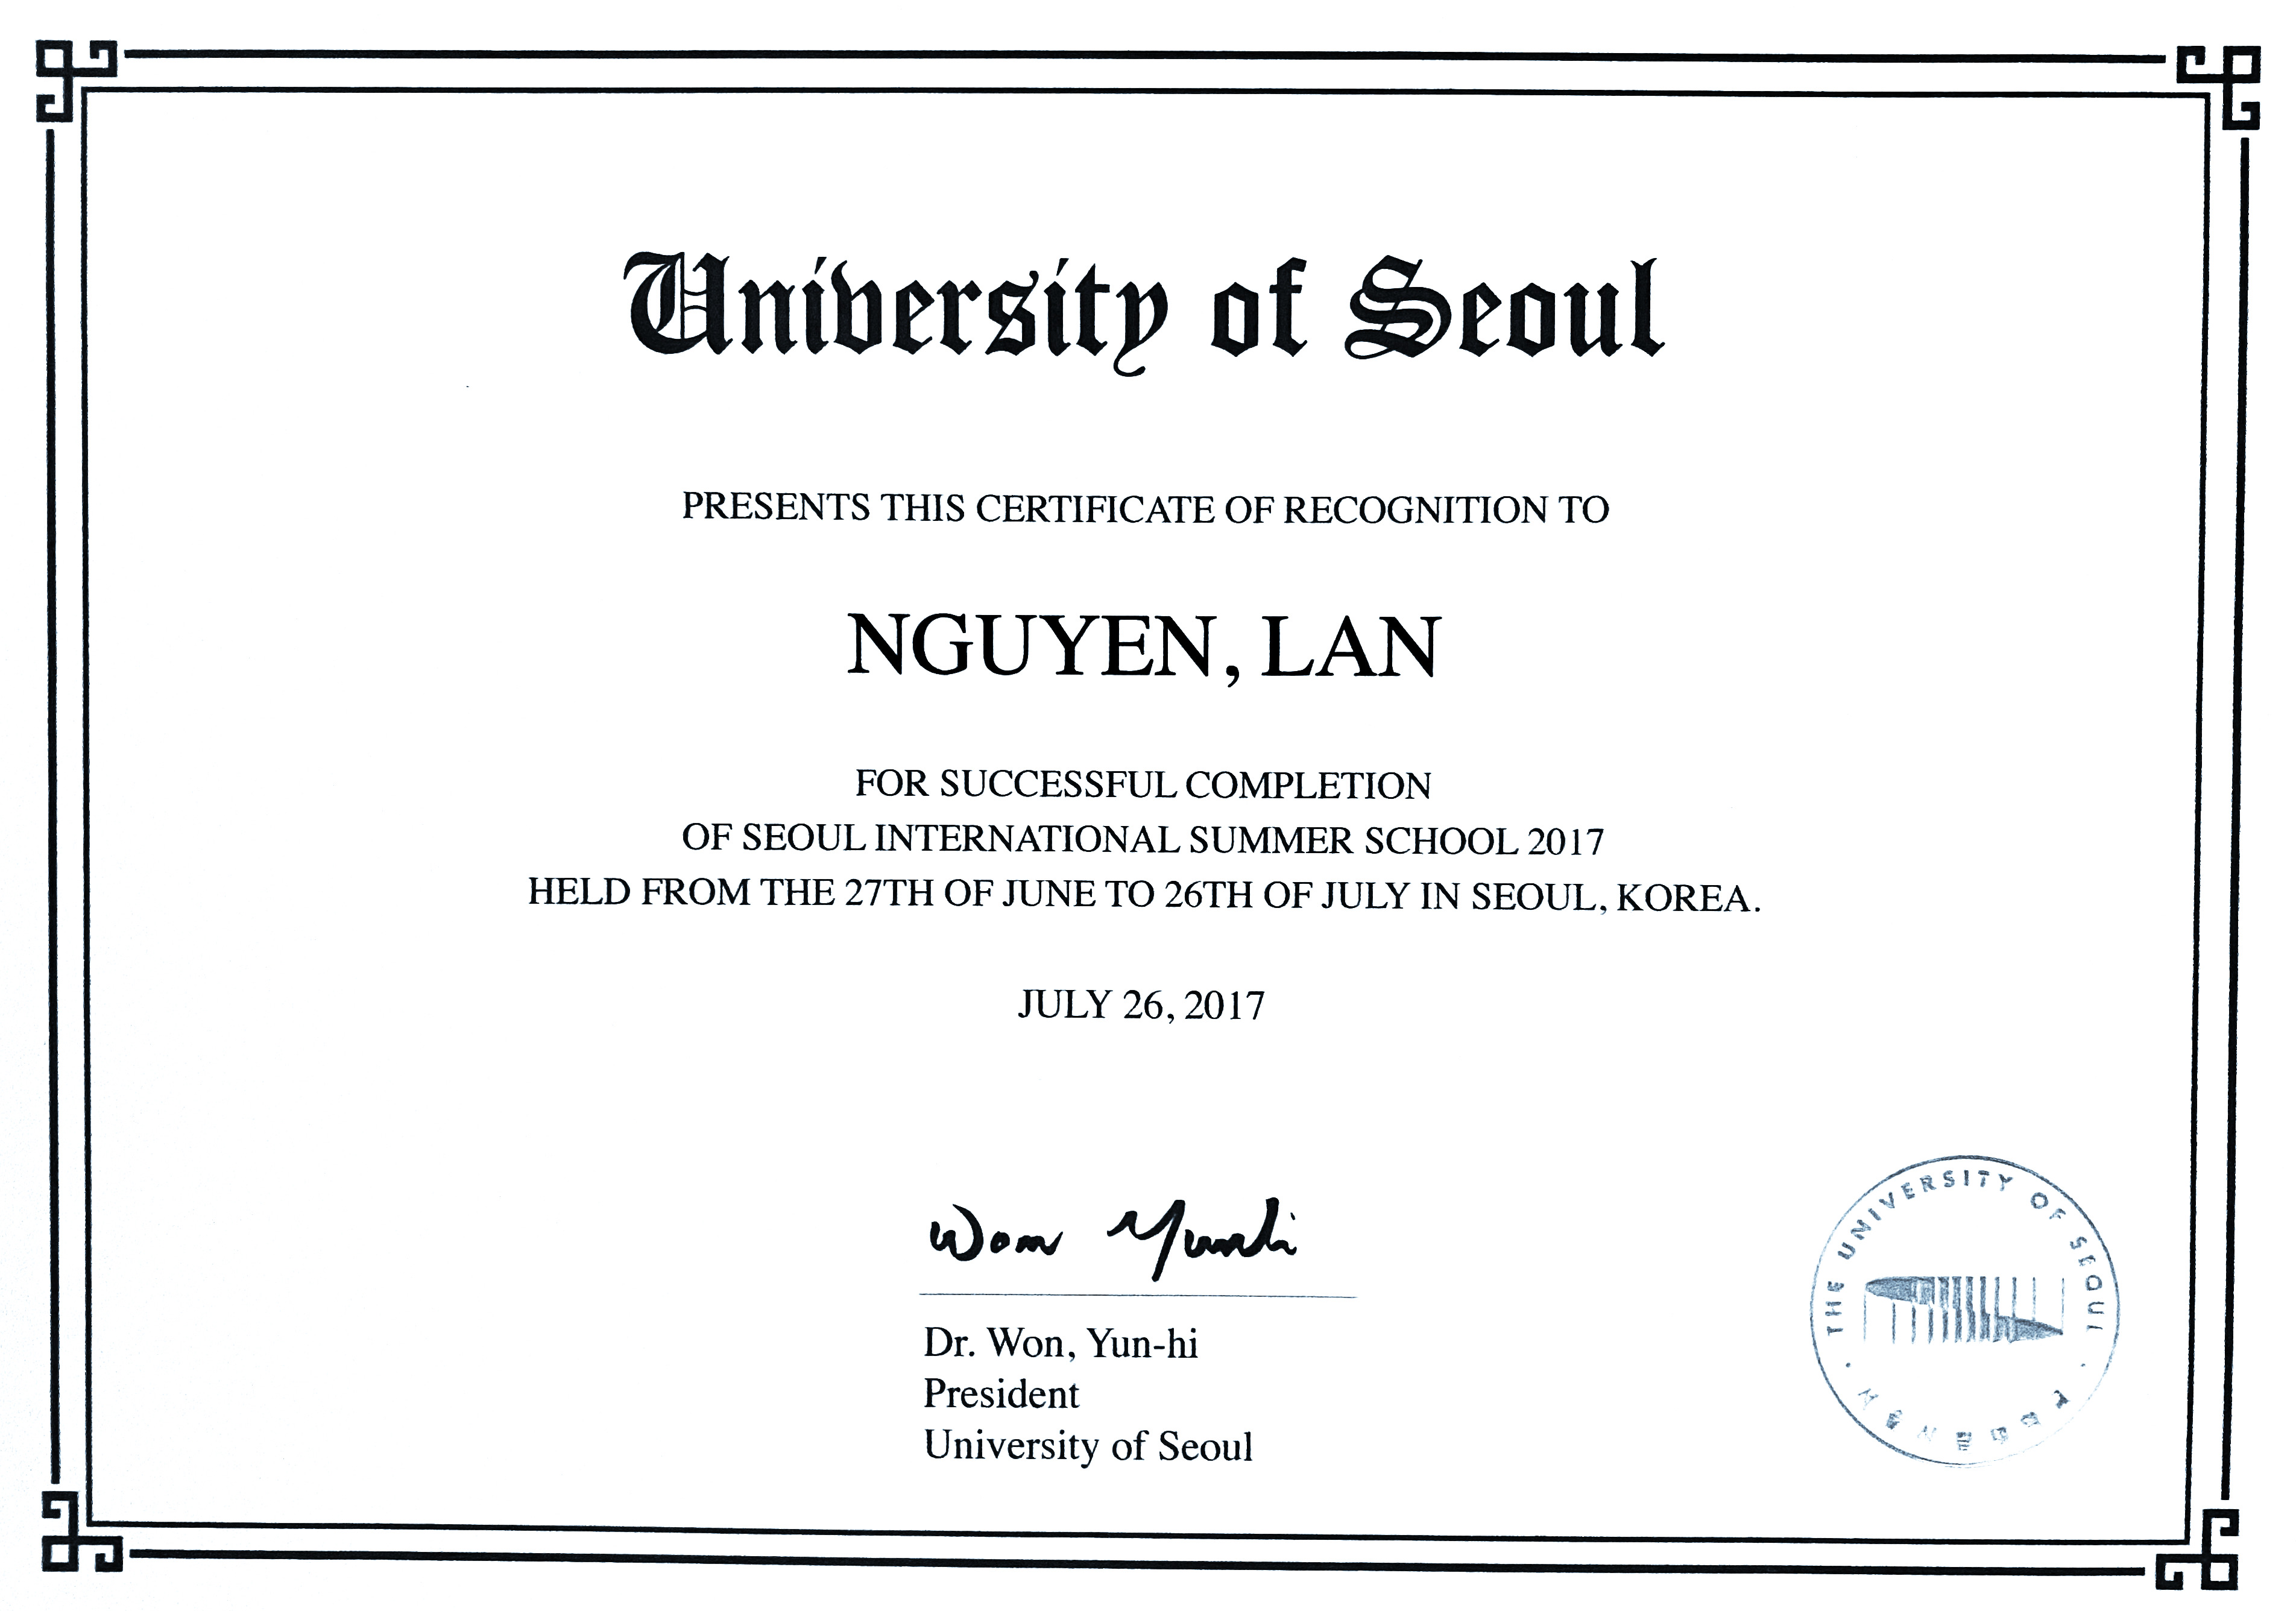 University of Seoul
PRESENTS THIS CERTIFICATE OF RECOGNITION TO
NGUYEN, LAN
FOR SUCCESSFUL COMPLETION
OF SEOUL INTERNATIONAL SUMMER SCHOOL 2017
HELD FROM THE 27TH OF JUNE TO 26TH OF JULY IN SEOUL, KOREA.
JULY 26, 2017
Won Yunhi
Dr. Won, Yun-hi
President
University of Seoul
THE UNIVERSITY OF SEOUL